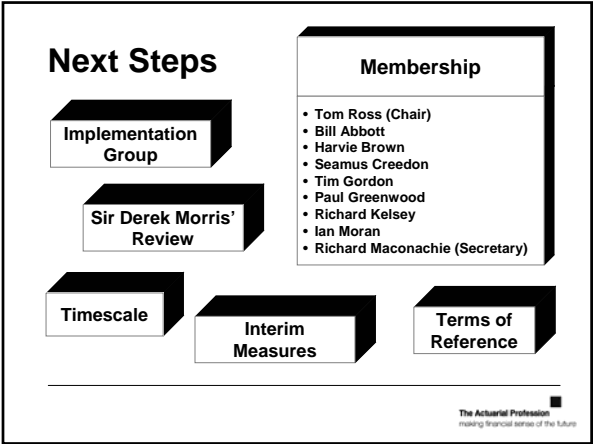 Next Steps
Membership
• Tom Ross (Chair)
• Bill Abbott
• Harvie Brown
• Seamus Creedon
• Tim Gordon
• Paul Greenwood
• Richard Kelsey
• Ian Moran
• Richard Maconachie (Secretary)
Implementation
Group
Sir Derek Morris’
Review
Timescale
Interim
Measures
Terms of
Reference
The Actuarial Profession
making financial sense of the future